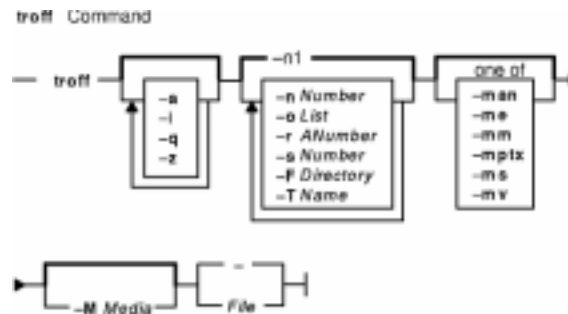 troff Command
troff
–a
–i
–q
–z
–n1
–n Number
–o List
–r ANumber
–s Number
–F Directory
–T Name
one of
–man
–me
–mm
–mptx
–ms
–mv
–M Media
–
File